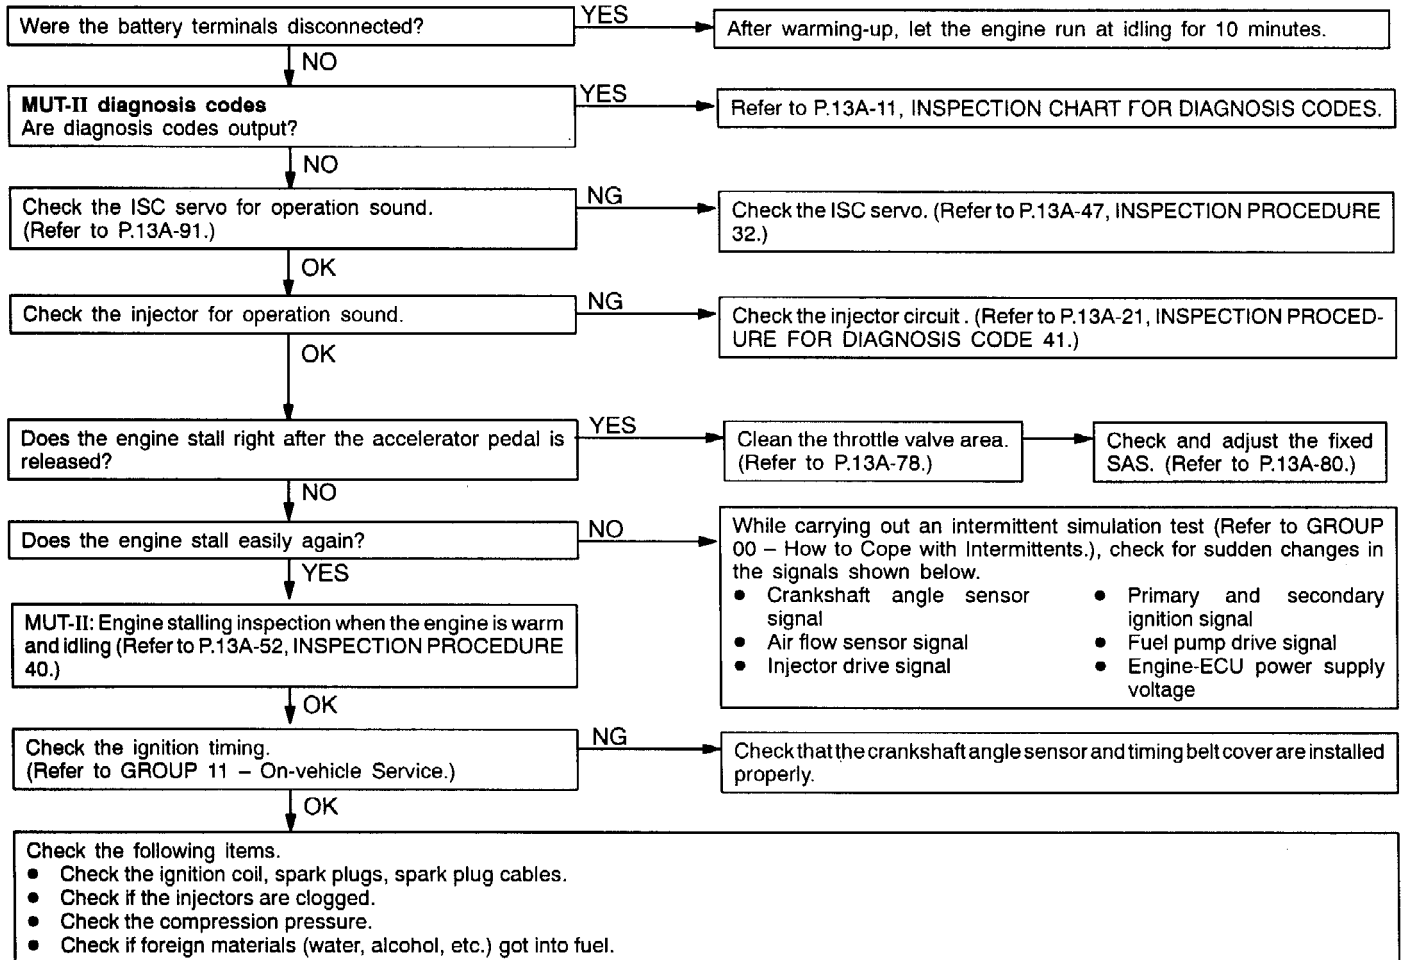 Were the battery terminals disconnected?
YES
After warming-up, let the engine run at idling for 10 minutes.
NO
MUT-II diagnosis codes
Are diagnosis codes output?
YES
Refer to P.13A-11, INSPECTION CHART FOR DIAGNOSIS CODES.
NO
Check the ISC servo for operation sound.
(Refer to P.13A-91.)
NG
Check the ISC servo. (Refer to P.13A-47, INSPECTION PROCEDURE
32.)
OK
Check the injector for operation sound.
NG
Check the injector circuit . (Refer to P.13A-21, INSPECTION PROCED-
URE FOR DIAGNOSIS CODE 41.)
OK
Does the engine stall right after the accelerator pedal is
released?
YES
Clean the throttle valve area.
(Refer to P.13A-78.)
Check and adjust the fixed
SAS. (Refer to P.13A-80.)
NO
Does the engine stall easily again?
NO
While carrying out an intermittent simulation test (Refer to GROUP
00 – How to Cope with Intermittents.), check for sudden changes in
the signals shown below.
● Crankshaft angle sensor
signal
● Air flow sensor signal
● Injector drive signal
● Primary and secondary
ignition signal
● Fuel pump drive signal
● Engine-ECU power supply
voltage
YES
MUT-II: Engine stalling inspection when the engine is warm
and idling (Refer to P.13A-52, INSPECTION PROCEDURE
40.)
OK
Check the ignition timing.
(Refer to GROUP 11 – On-vehicle Service.)
NG
Check that the crankshaft angle sensor and timing belt cover are installed
properly.
OK
Check the following items.
● Check the ignition coil, spark plugs, spark plug cables.
● Check if the injectors are clogged.
● Check the compression pressure.
● Check if foreign materials (water, alcohol, etc.) got into fuel.